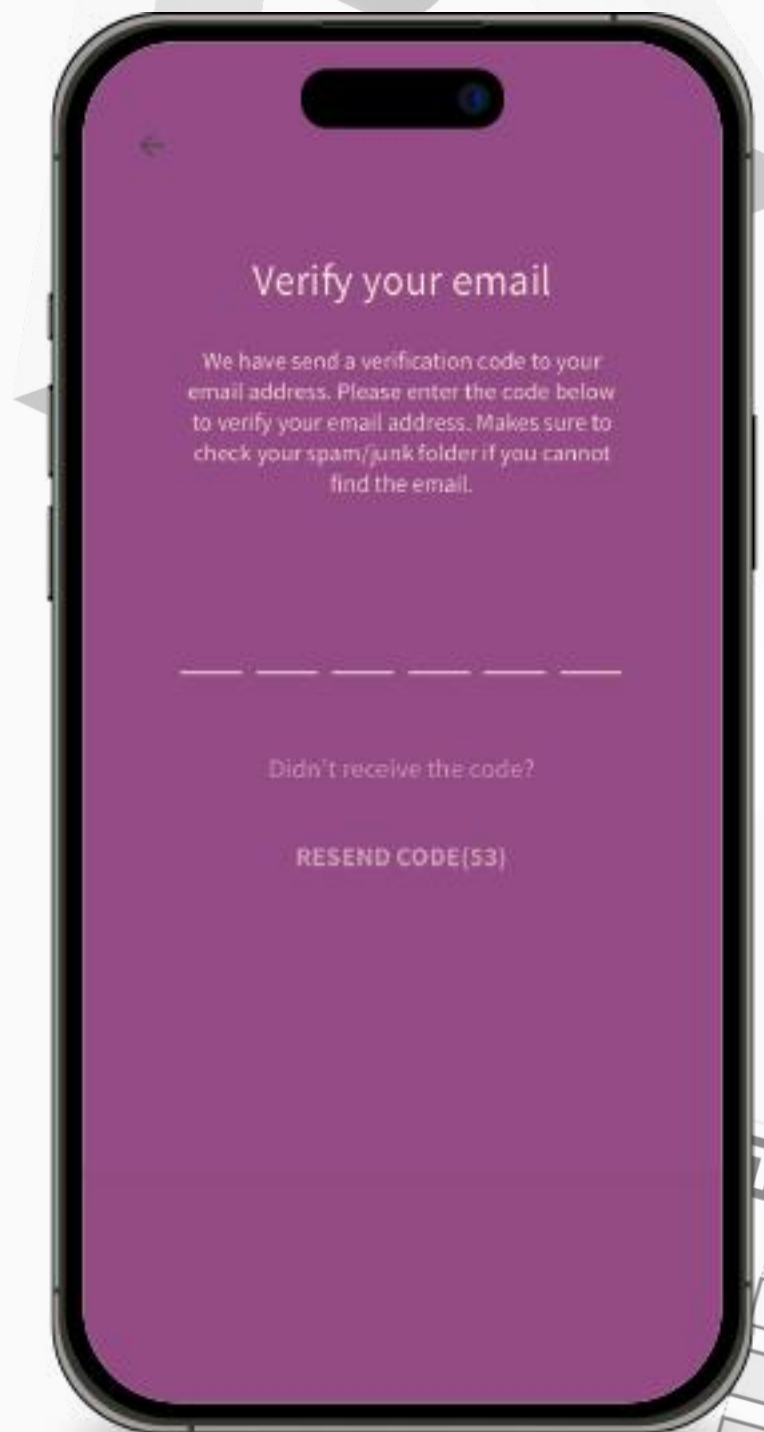 Verify your email
We have send a verification code to your
email address. Please enter the code below
to verify your email address. Makes sure to
check your spam/junk folder if you cannot
find the email.
Didn't receive the code?
RESEND CODE(53)